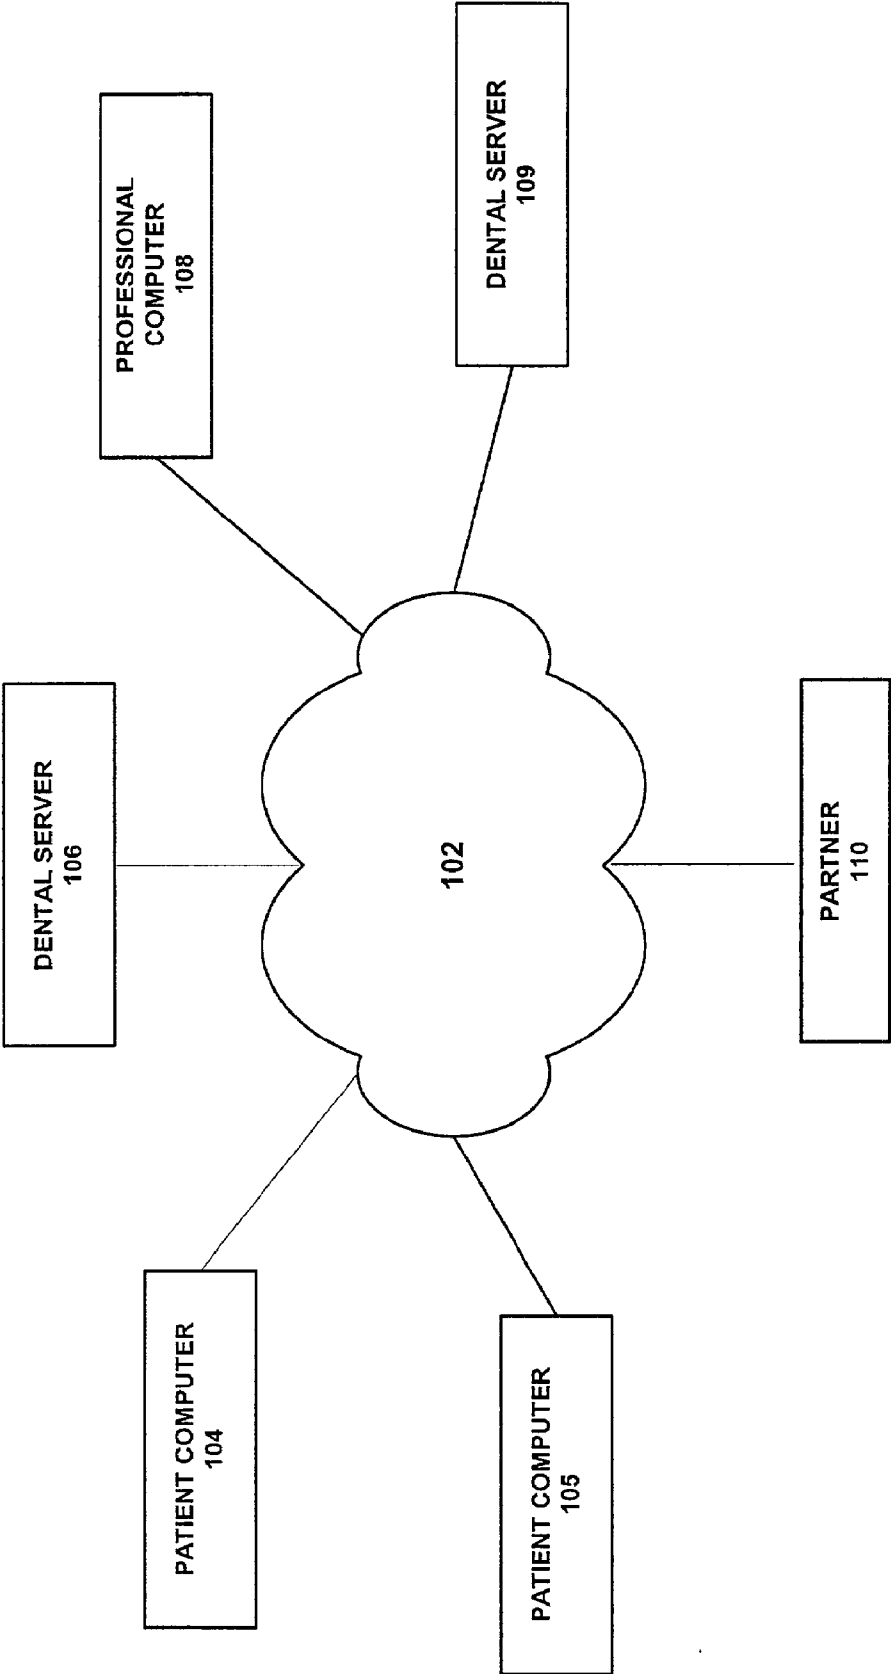 DENTAL SERVER
106
PATIENT COMPUTER
104
PROFESSIONAL
COMPUTER
108
102
PATIENT COMPUTER
105
DENTAL SERVER
109
PARTNER
110